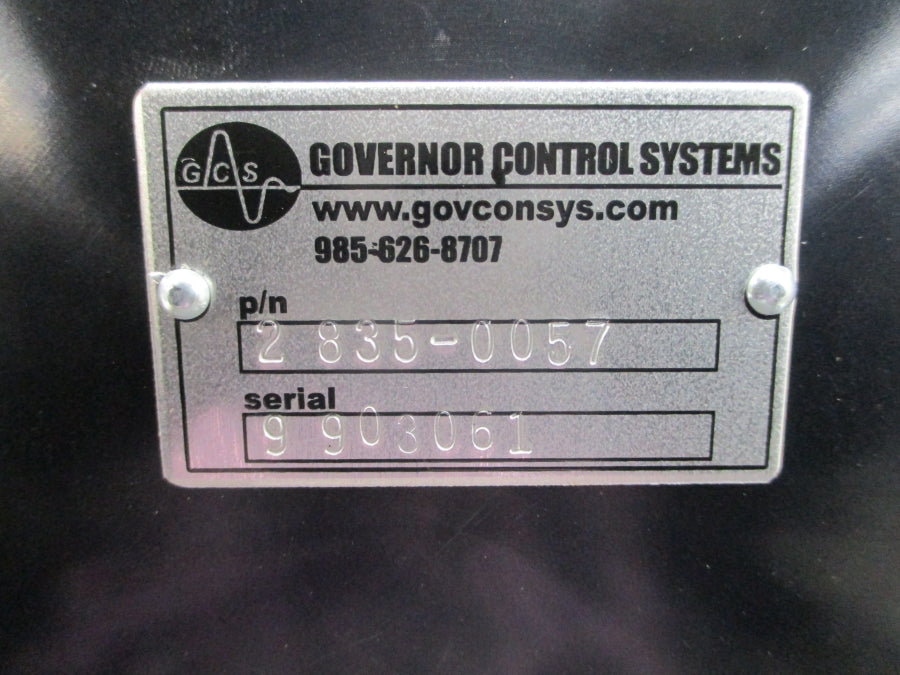 GCS
GOVERNOR CONTROL SYSTEMS
www.govconsys.com
985-626-8707
p/n
2 835-0057
serial
9 903061